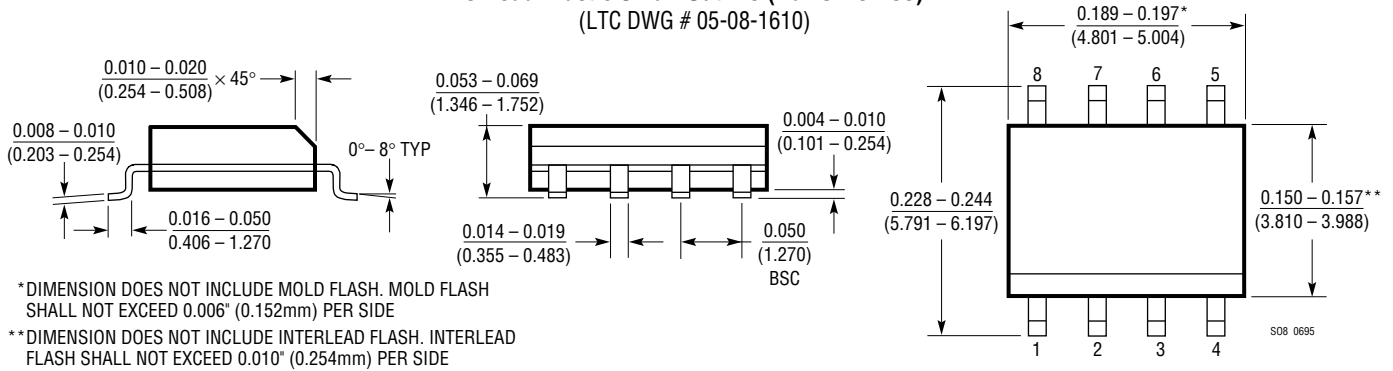 (LTC DWG # 05-08-1610)
0.189 – 0.197*
(4.801 – 5.004)
0.010 – 0.020
(0.254 – 0.508)
× 45°
0.053 – 0.069
(1.346 – 1.752)
8 7 6 5
0.008 – 0.010
(0.203 – 0.254)
0°– 8° TYP
0.004 – 0.010
(0.101 – 0.254)
0.228 – 0.244
(5.791 – 6.197)
0.150 – 0.157**
(3.810 – 3.988)
0.016 – 0.050
0.406 – 1.270
0.014 – 0.019
(0.355 – 0.483)
0.050
(1.270)
BSC
1 2 3 4
SO8 0695
*DIMENSION DOES NOT INCLUDE MOLD FLASH. MOLD FLASH
SHALL NOT EXCEED 0.006" (0.152mm) PER SIDE
**DIMENSION DOES NOT INCLUDE INTERLEAD FLASH. INTERLEAD
FLASH SHALL NOT EXCEED 0.010" (0.254mm) PER SIDE